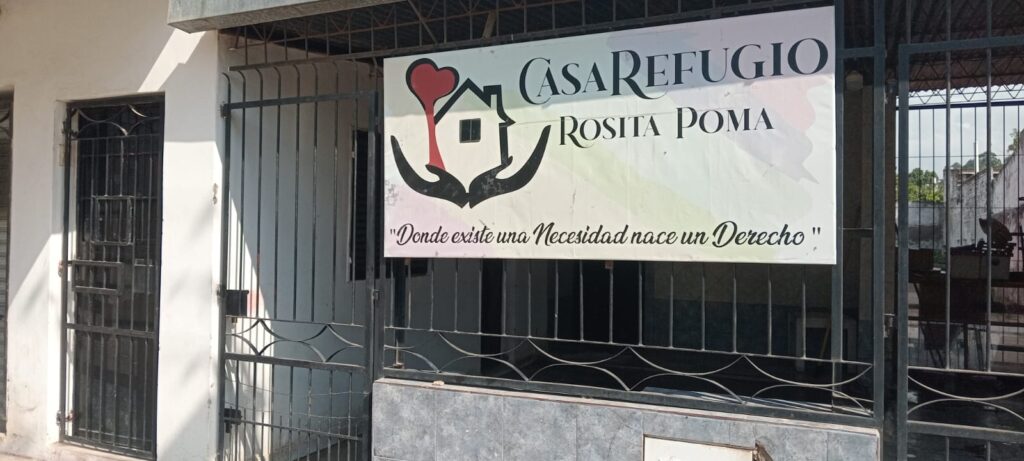 CasaRefugio
Rosita Poma
"Donde existe una Necesidad nace un Derecho"